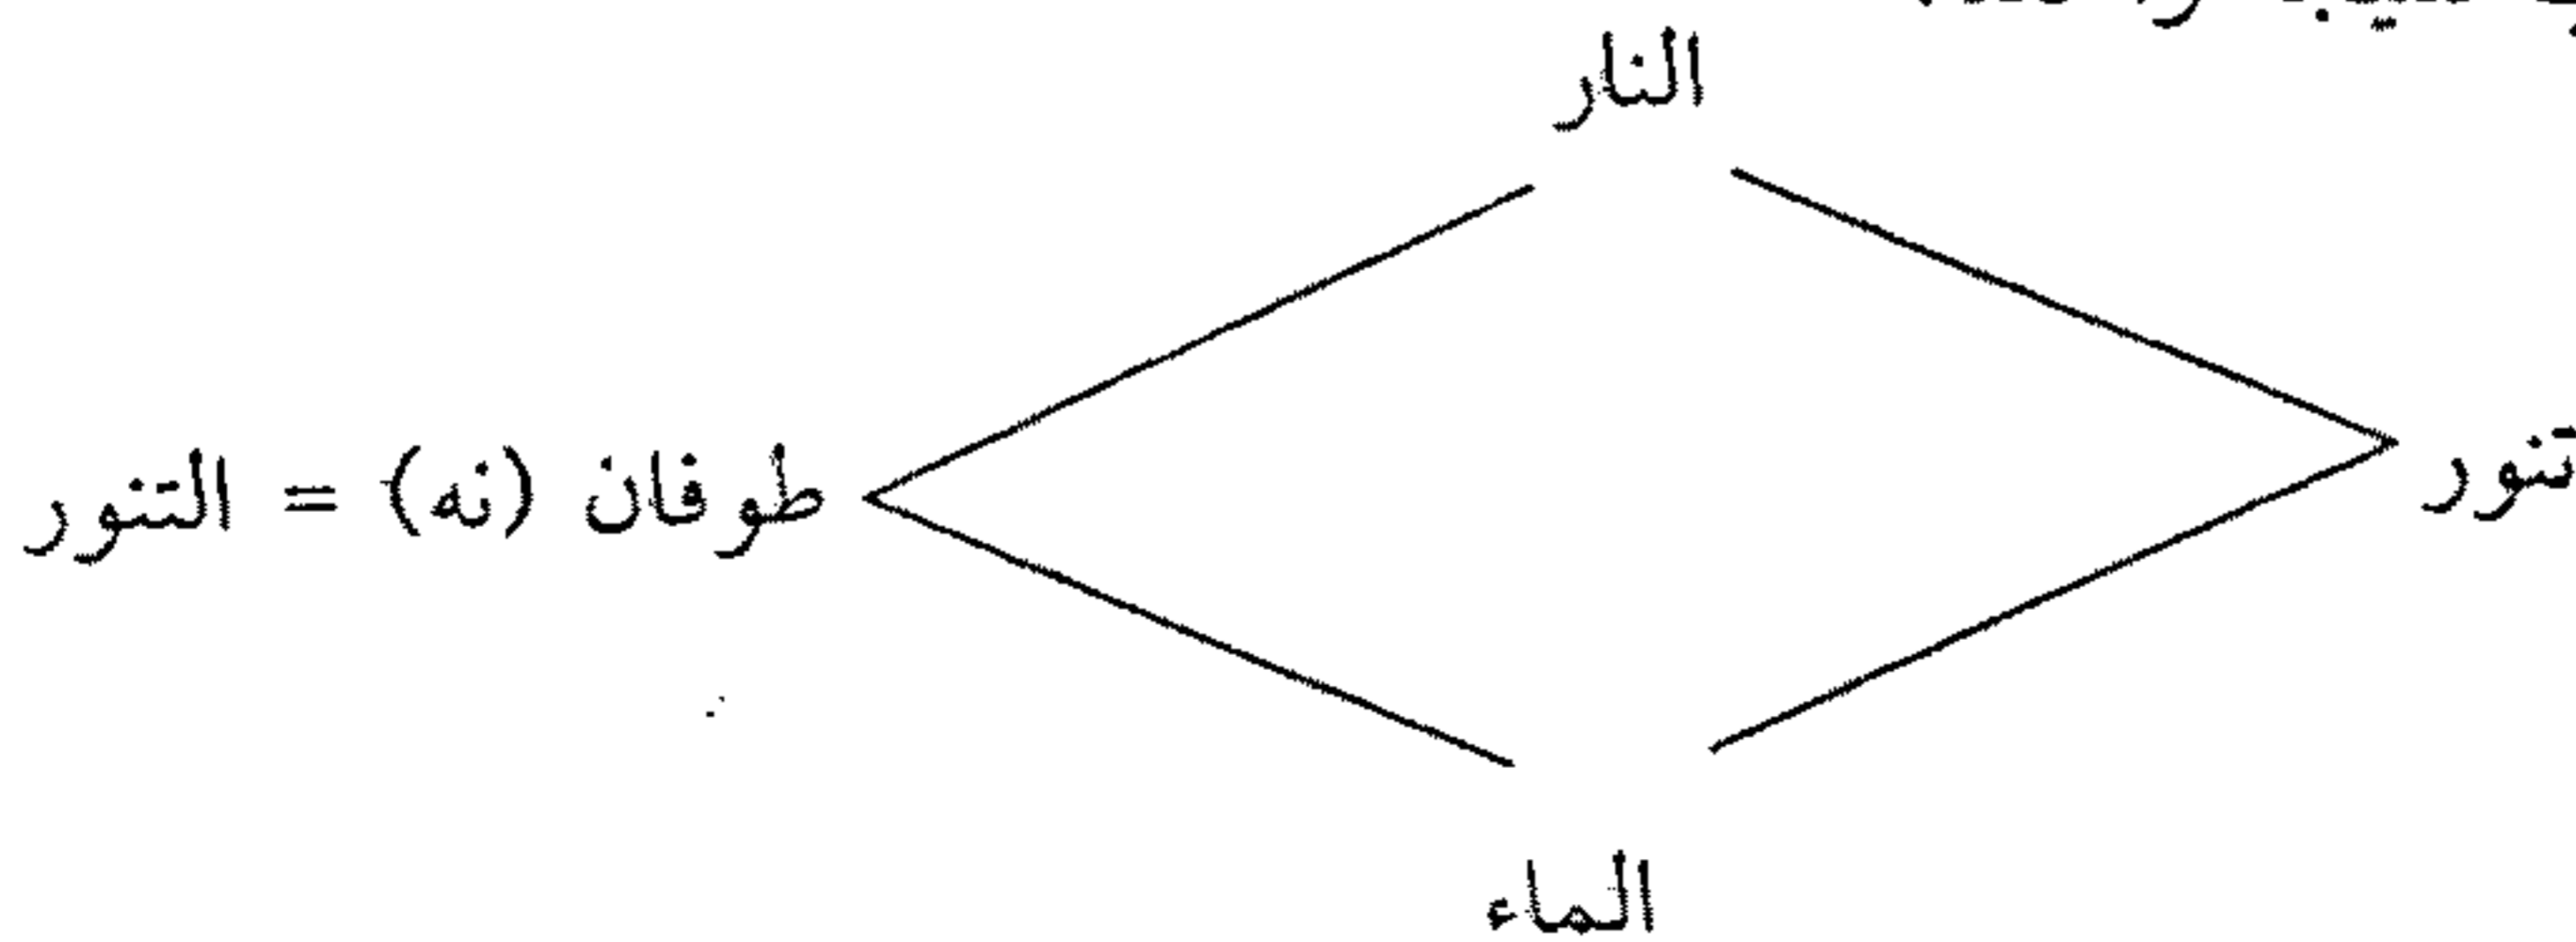 النار
تنور
طوفان (نه) = التنور
الماء